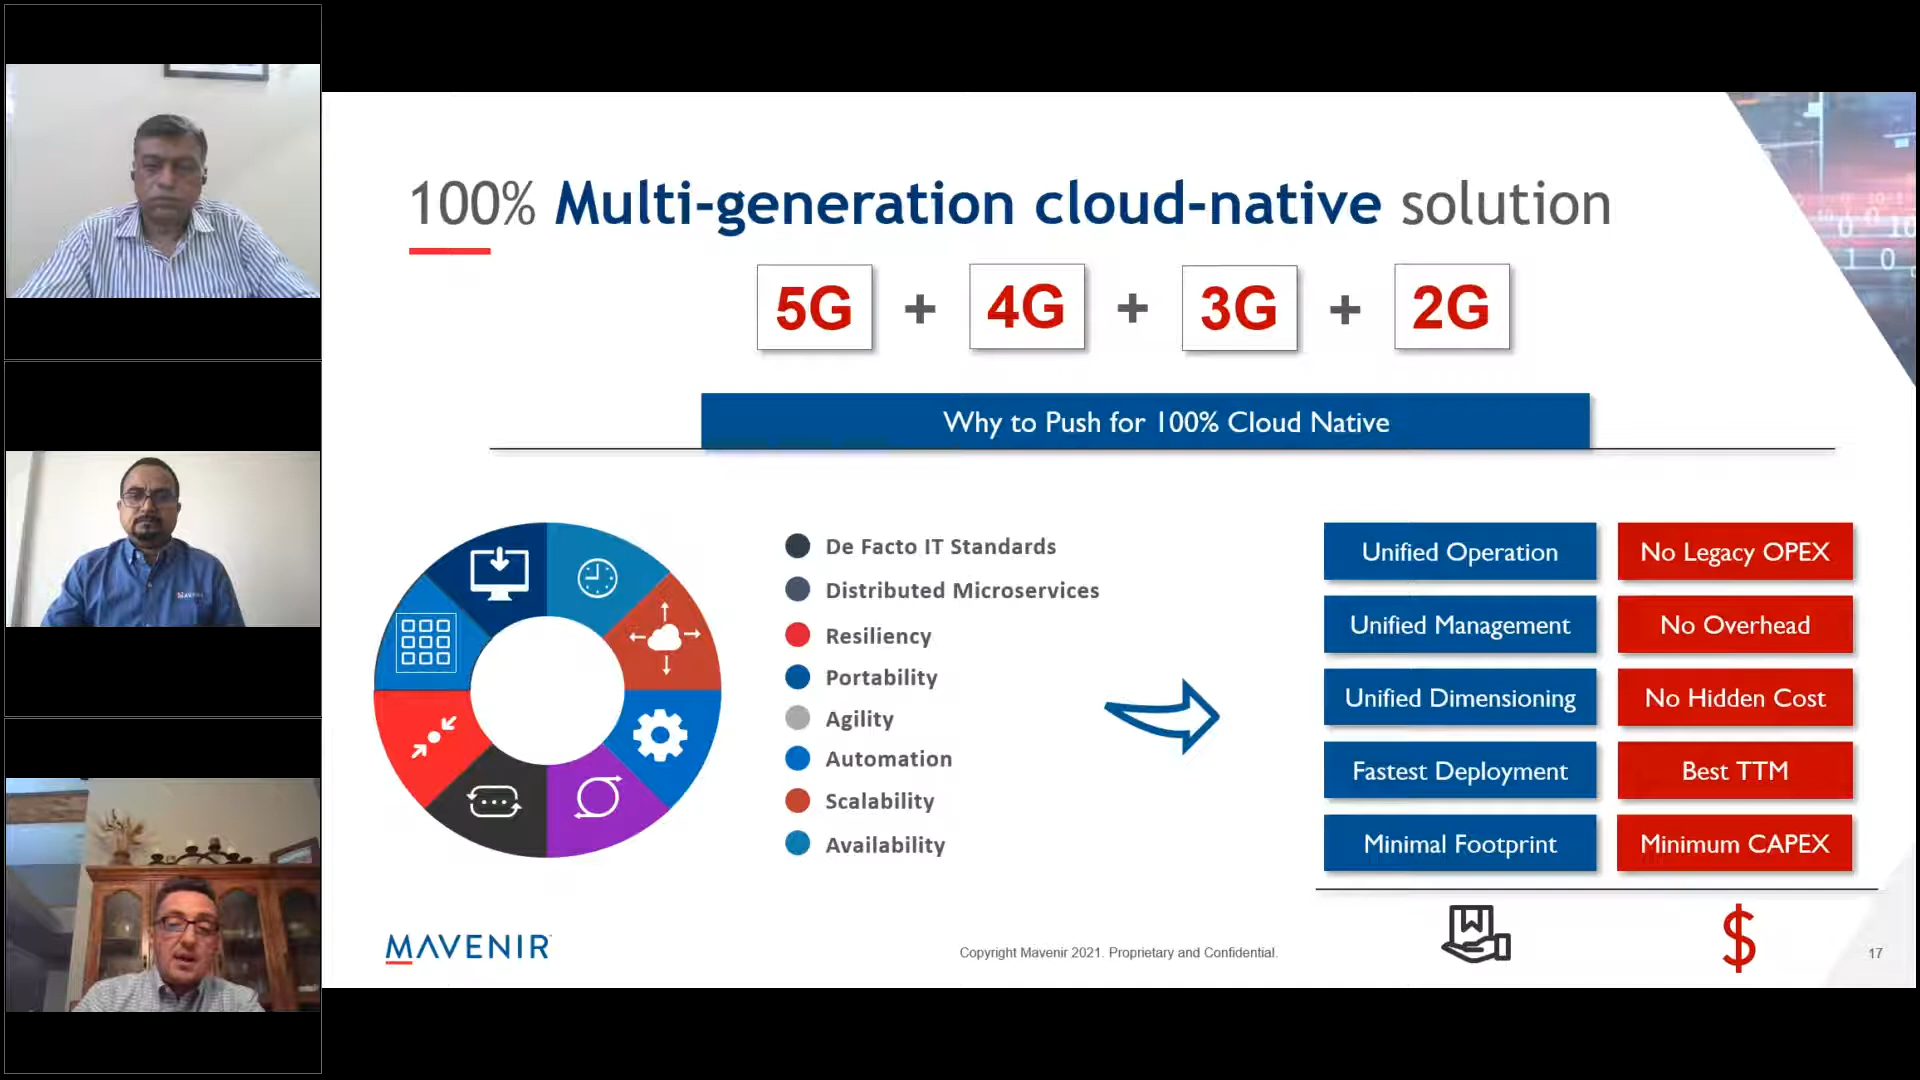 100% Multi-generation cloud-native solution
5G + 4G + 3G + 2G
Why to Push for 100% Cloud Native
De Facto IT Standards
Distributed Microservices
Resiliency
Portability
Agility
Automation
Scalability
Availability
Unified Operation
No Legacy OPEX
Unified Management
No Overhead
Unified Dimensioning
No Hidden Cost
Fastest Deployment
Best TTM
Minimal Footprint
Minimum CAPEX
$
MAVENIR
Copyright Mavenir 2021. Proprietary and Confidential.
17